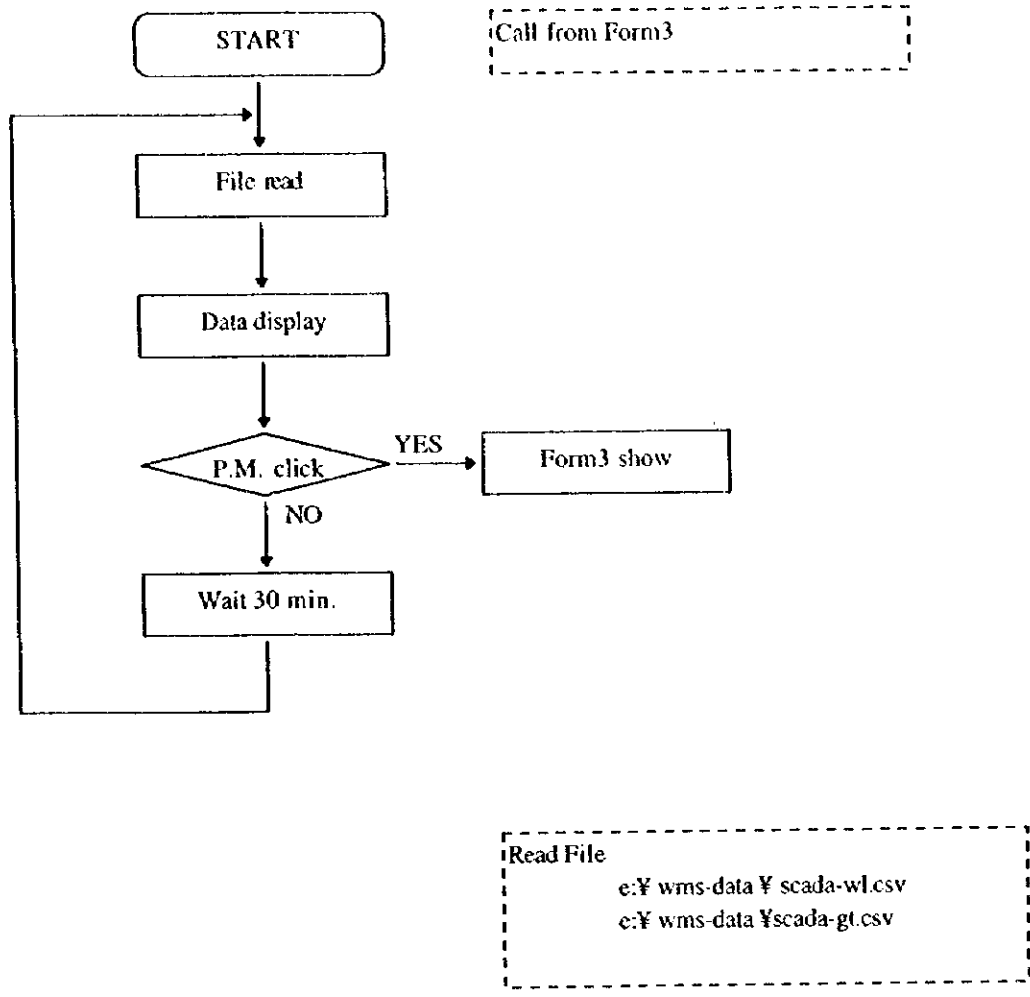 START
Call from Form3
File read
Data display
P.M. click
YES
Form3 show
NO
Wait 30 min.
Read File
e:¥ wms-data ¥ scada-wl.csv
e:¥ wms-data ¥scada-gt.csv